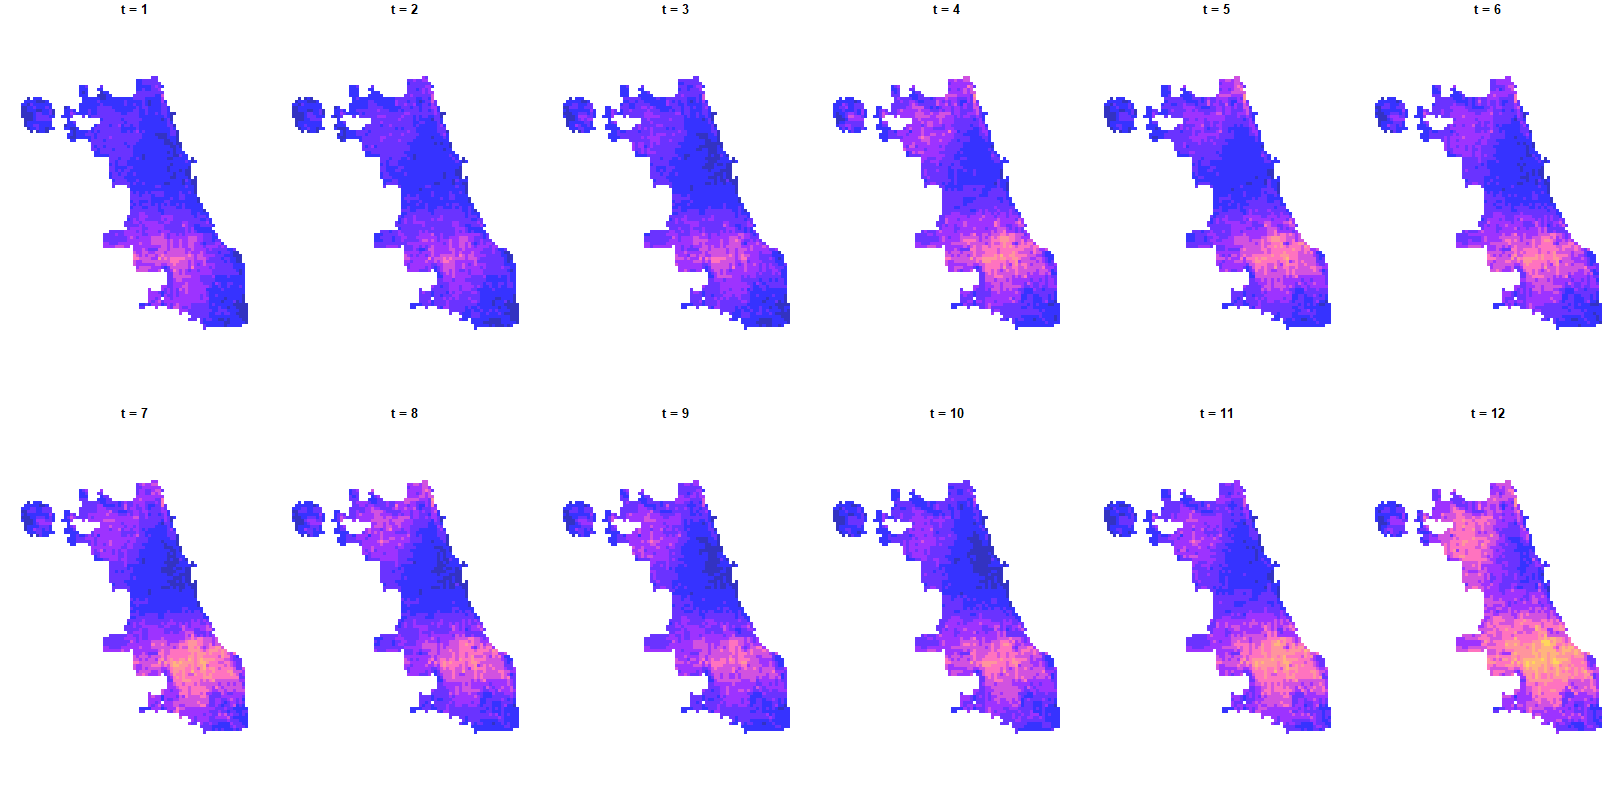 t = 1
t = 2
t = 3
t = 4
t = 5
t = 6
t = 7
t = 8
t = 9
t = 10
t = 11
t = 12